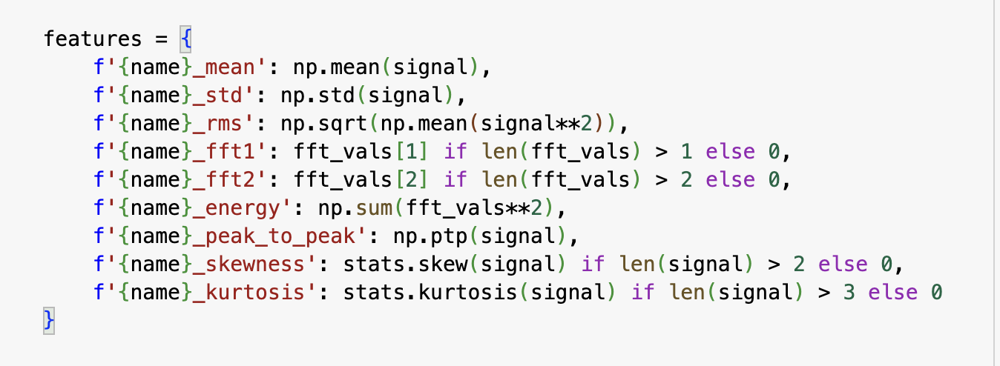 features = {
    f'{name}_mean': np.mean(signal),
    f'{name}_std': np.std(signal),
    f'{name}_rms': np.sqrt(np.mean(signal**2)),
    f'{name}_fft1': fft_vals[1] if len(fft_vals) > 1 else 0,
    f'{name}_fft2': fft_vals[2] if len(fft_vals) > 2 else 0,
    f'{name}_energy': np.sum(fft_vals**2),
    f'{name}_peak_to_peak': np.ptp(signal),
    f'{name}_skewness': stats.skew(signal) if len(signal) > 2 else 0,
    f'{name}_kurtosis': stats.kurtosis(signal) if len(signal) > 3 else 0
}